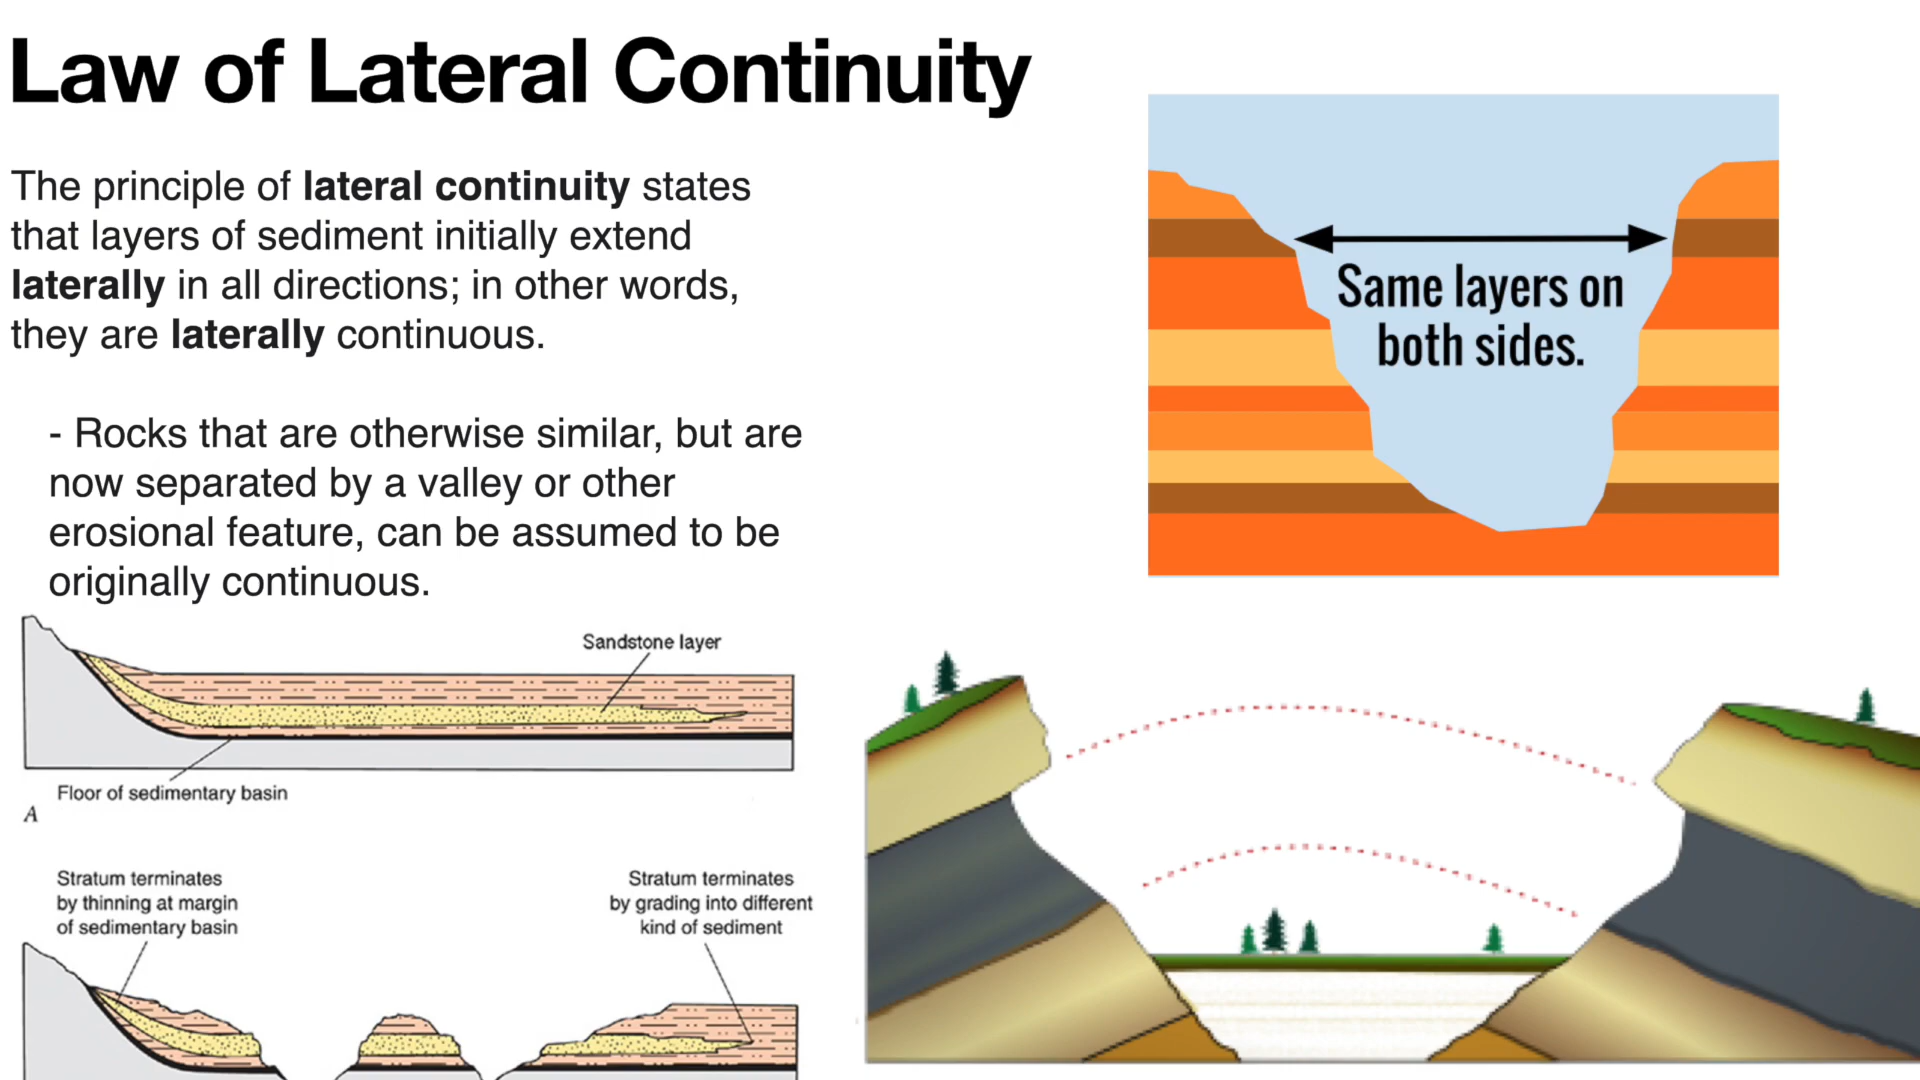 Law of Lateral Continuity
The principle of lateral continuity states
that layers of sediment initially extend
laterally in all directions; in other words,
they are laterally continuous.
- Rocks that are otherwise similar, but are
now separated by a valley or other
erosional feature, can be assumed to be
originally continuous.
Same layers on
both sides.
Sandstone layer
Floor of sedimentary basin
A
Stratum terminates
by thinning at margin
of sedimentary basin
Stratum terminates
by grading into different
kind of sediment